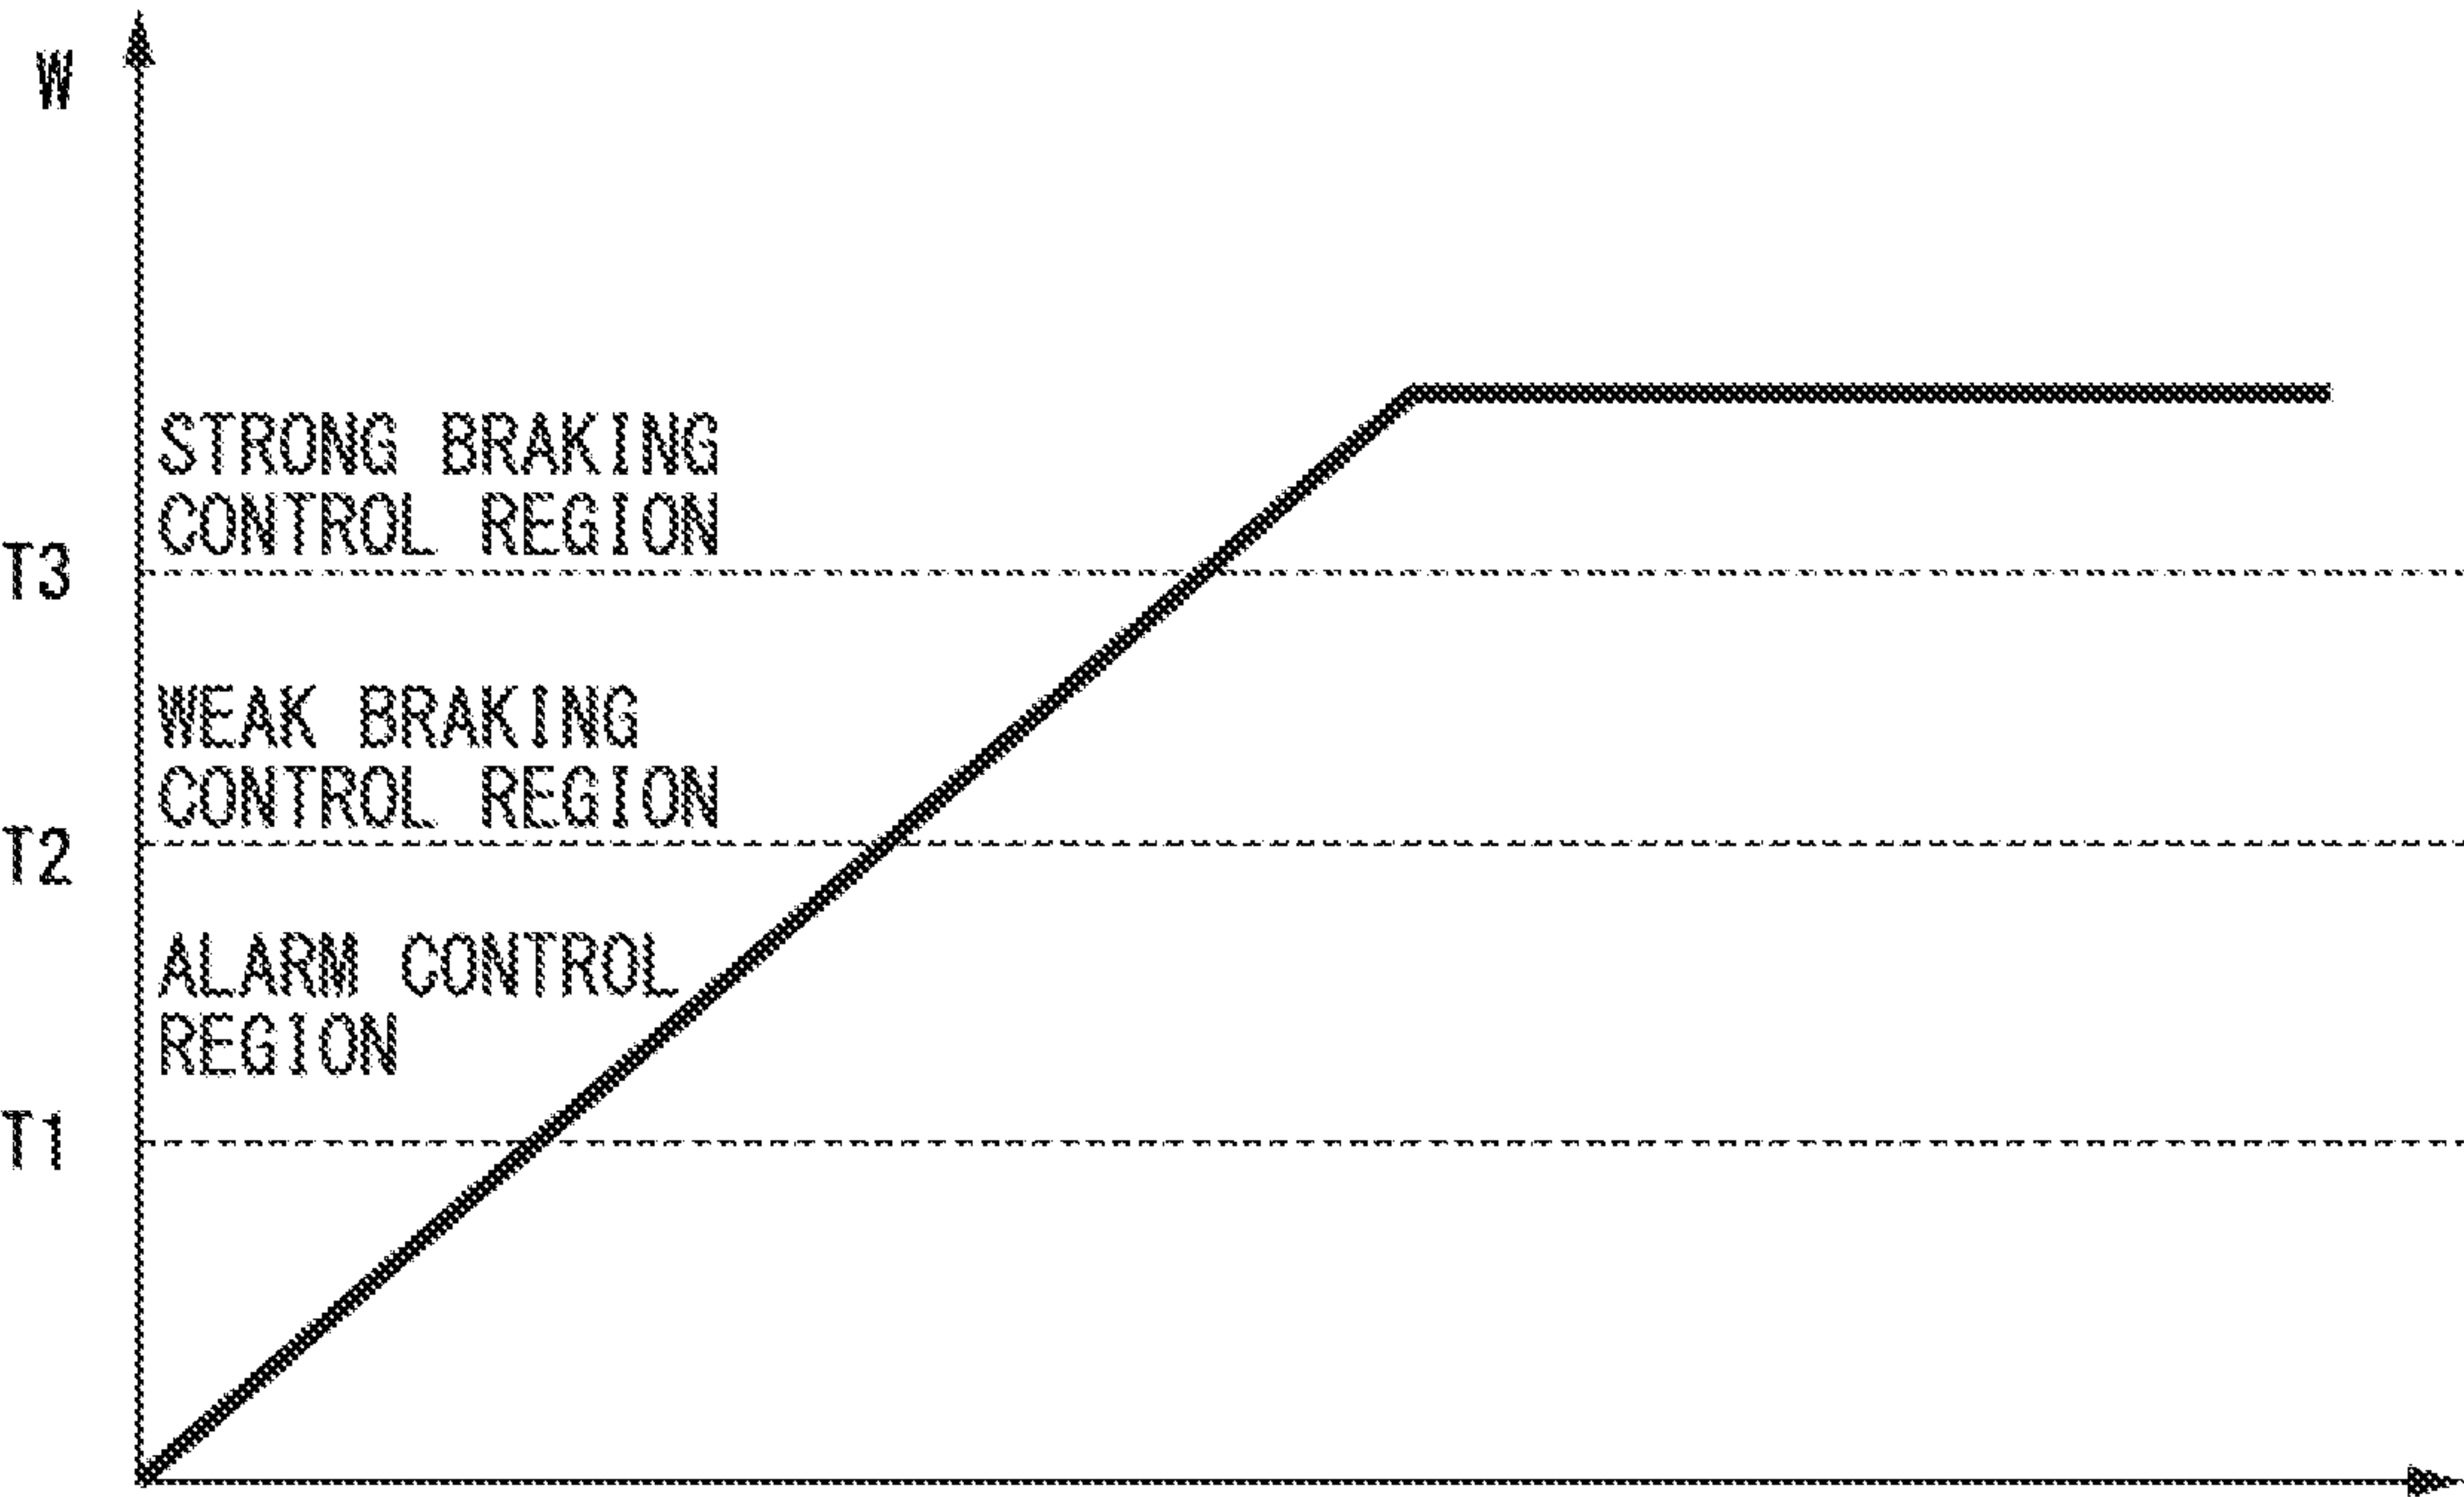 W
STRONG BRAKING
CONTROL REGION
T3
WEAK BRAKING
CONTROL REGION
T2
ALARM CONTROL
REGION
T1